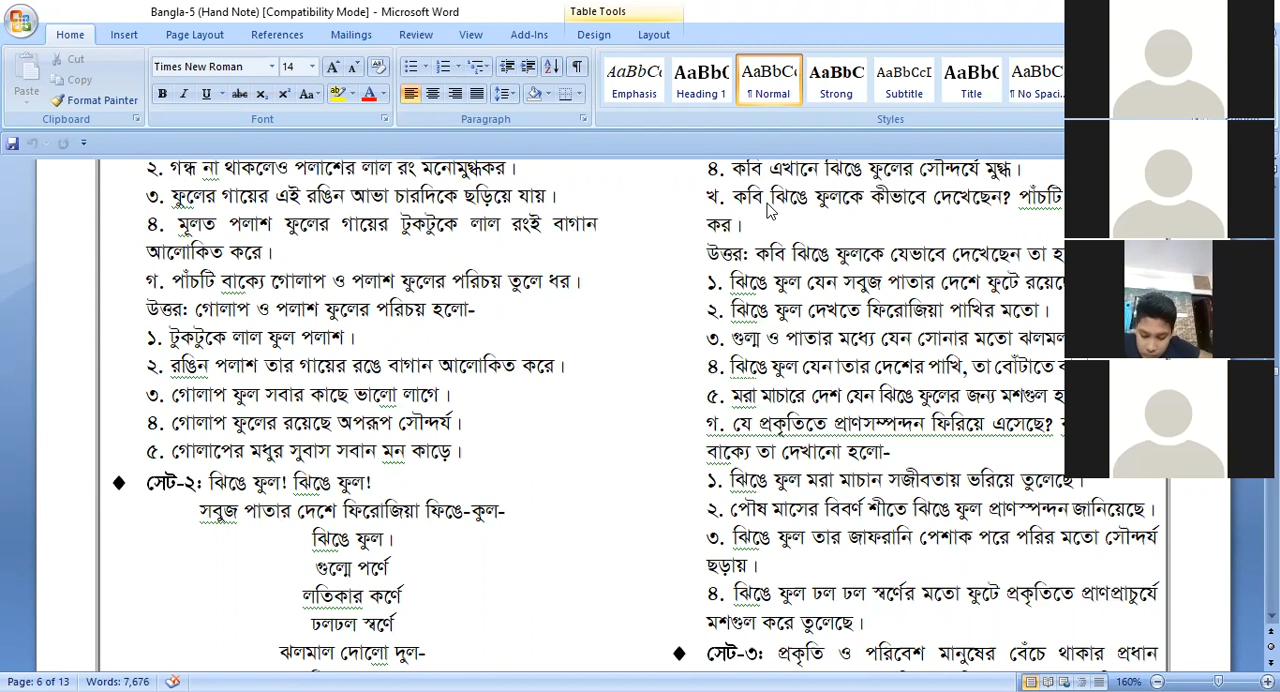 Bangla-5 (Hand Note) [Compatibility Mode] - Microsoft Word
Table Tools
Home Insert Page Layout References Mailings Review View Add-Ins Design Layout
Cut
Copy
Format Painter
Paste
Clipboard
Times New Roman 14
Font
Paragraph
AaBbCc Emphasis
AaBbC Heading 1
AaBbCc ¶ Normal
AaBbC Strong
AaBbCcI Subtitle
AaBbC Title
AaBbC ¶ No Spaci...
Styles
২. গন্ধ না থাকলেও পলাশের লাল রং মনোমুগ্ধকর।
৩. ফুলের গায়ের এই রঙিন আভা চারদিকে ছড়িয়ে যায়।
৪. মূলত পলাশ ফুলের গায়ের টুকটুকে লাল রংই বাগান
আলোকিত করে।
গ. পাঁচটি বাক্যে গোলাপ ও পলাশ ফুলের পরিচয় তুলে ধর।
উত্তর: গোলাপ ও পলাশ ফুলের পরিচয় হলো-
১. টুকটুকে লাল ফুল পলাশ।
২. রঙিন পলাশ তার গায়ের রঙে বাগান আলোকিত করে।
৩. গোলাপ ফুল সবার কাছে ভালো লাগে।
৪. গোলাপ ফুলের রয়েছে অপরূপ সৌন্দর্য।
৫. গোলাপের মধুর সুবাস সবান মন কাড়ে।
সেট-২: ঝিঙে ফুল! ঝিঙে ফুল!
সবুজ পাতার দেশে ফিরোজিয়া ফিঙে-কুল-
ঝিঙে ফুল।
গুল্মে পর্ণে
লতিকার কর্ণে
ঢলঢল স্বর্ণে
ঝলমাল দোলো দুল-
৪. কবি এখানে ঝিঙে ফুলের সৌন্দর্যে মুগ্ধ।
খ. কবি ঝিঙে ফুলকে কীভাবে দেখেছেন? পাঁচটি
কর।
উত্তর: কবি ঝিঙে ফুলকে যেভাবে দেখেছেন তা
১. ঝিঙে ফুল যেন সবুজ পাতার দেশে ফুটে
২. ঝিঙে ফুল দেখতে ফিরোজিয়া পাখির মতো।
৩. গুল্ম ও পাতার মধ্যে যেন সোনার মতো
৪. ঝিঙে ফুল যেন তার দেশের পাখি, তা বোঁটাতে
৫. মরা মাচারে দেশ যেন ঝিঙে ফুলের জন্য মশগুল
গ. যে প্রকৃতিতে প্রাণসম্পন্দন ফিরিয়ে এসেছে?
বাক্যে তা দেখানো হলো-
১. ঝিঙে ফুল মরা মাচান সজীবতায় ভরিয়ে তুলেছে।
২. পৌষ মাসের বিবর্ণ শীতে ঝিঙে ফুল প্রাণস্পন্দন জানিয়েছে।
৩. ঝিঙে ফুল তার জাফরানি পেশাক পরে পরির মতো সৌন্দর্য
ছড়ায়।
৪. ঝিঙে ফুল ঢল ঢল স্বর্ণের মতো ফুটে প্রকৃতিতে প্রাণপ্রাচুর্যে
মশগুল করে তুলেছে।
সেট-৩: প্রকৃতি ও পরিবেশ মানুষের বেঁচে থাকার প্রধান
Page: 6 of 13 Words: 7,676 160%